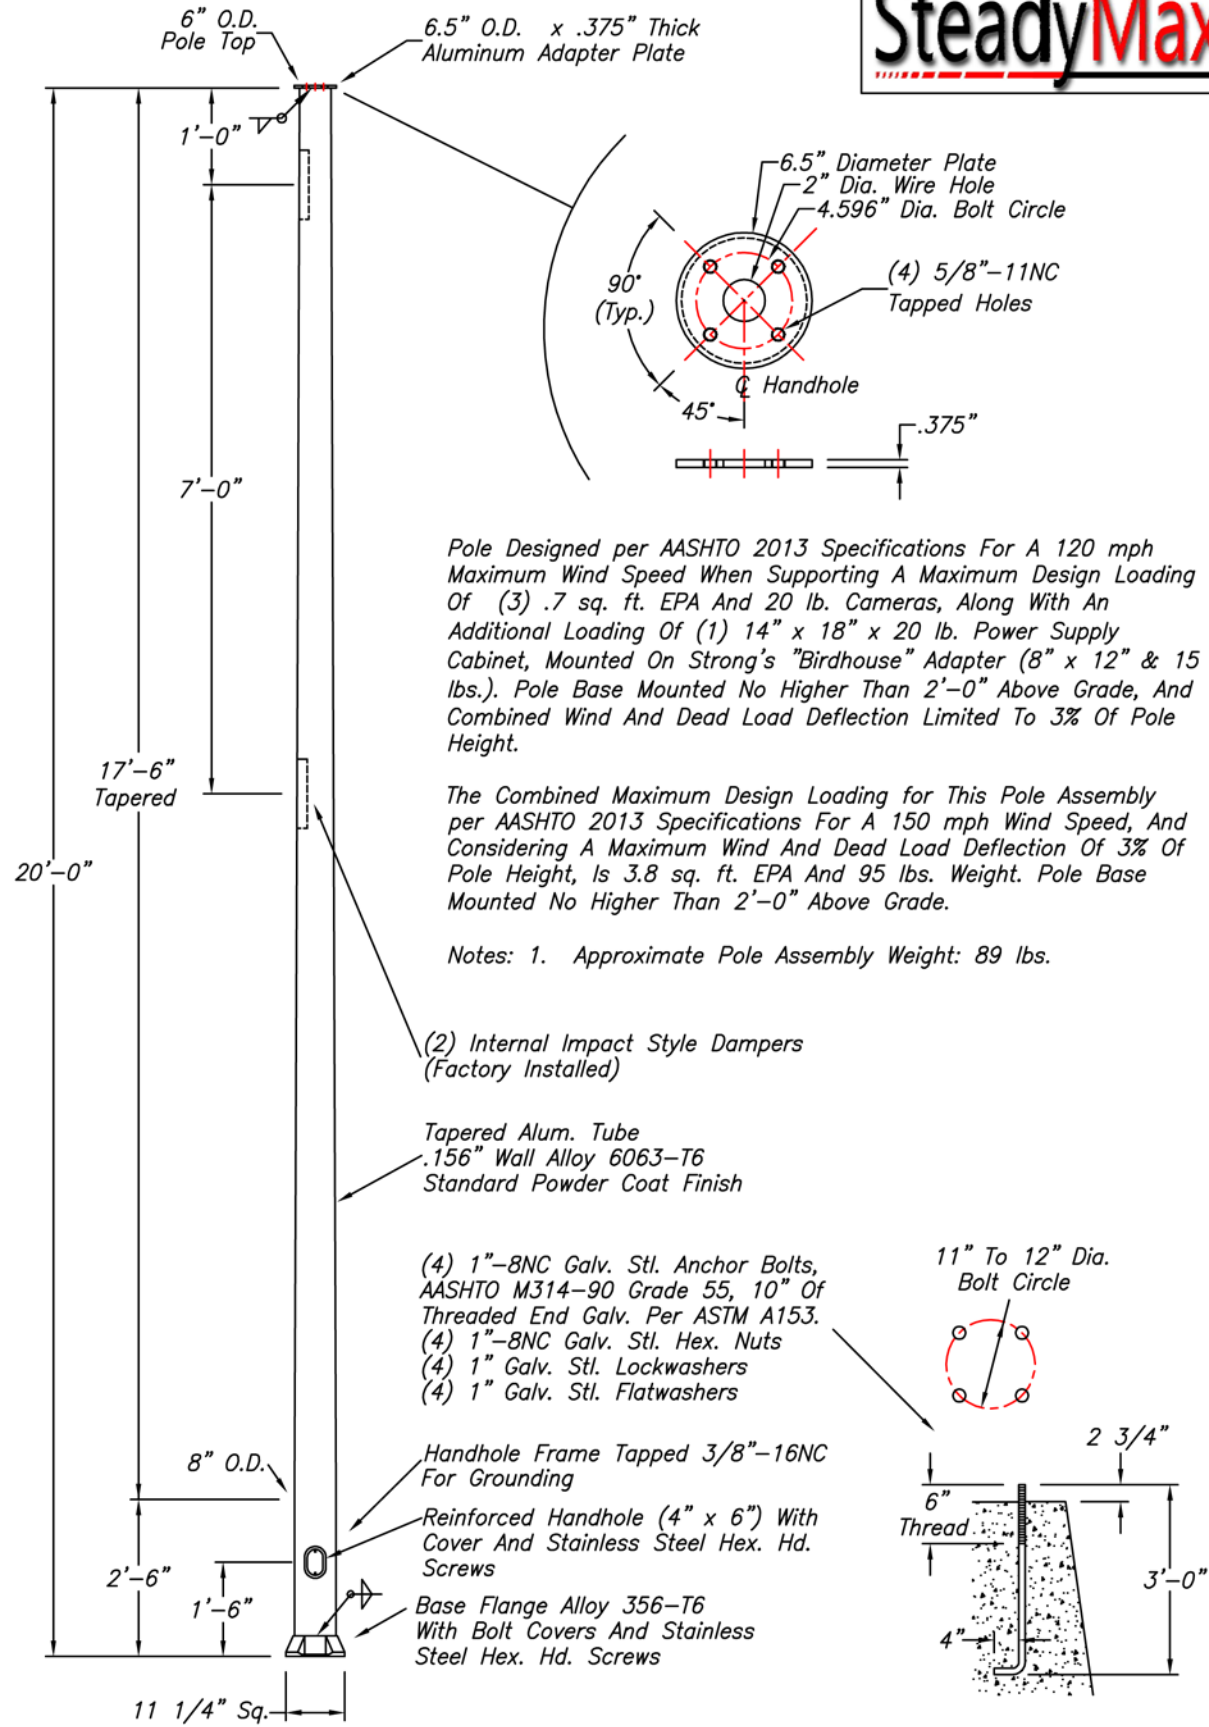 SteadyMax
6" O.D.
Pole Top
6.5" O.D. x .375" Thick
Aluminum Adapter Plate
1'-0"
6.5" Diameter Plate
2" Dia. Wire Hole
4.596" Dia. Bolt Circle
90°
(Typ.)
(4) 5/8"-11NC
Tapped Holes
℄ Handhole
45°
.375"
7'-0"
Pole Designed per AASHTO 2013 Specifications For A 120 mph
Maximum Wind Speed When Supporting A Maximum Design Loading
Of (3) .7 sq. ft. EPA And 20 lb. Cameras, Along With An
Additional Loading Of (1) 14" x 18" x 20 lb. Power Supply
Cabinet, Mounted On Strong's "Birdhouse" Adapter (8" x 12" & 15
lbs.). Pole Base Mounted No Higher Than 2'-0" Above Grade, And
Combined Wind And Dead Load Deflection Limited To 3% Of Pole
Height.
17'-6"
Tapered
The Combined Maximum Design Loading for This Pole Assembly
per AASHTO 2013 Specifications For A 150 mph Wind Speed, And
Considering A Maximum Wind And Dead Load Deflection Of 3% Of
Pole Height, Is 3.8 sq. ft. EPA And 95 lbs. Weight. Pole Base
Mounted No Higher Than 2'-0" Above Grade.
20'-0"
Notes: 1. Approximate Pole Assembly Weight: 89 lbs.
(2) Internal Impact Style Dampers
(Factory Installed)
Tapered Alum. Tube
.156" Wall Alloy 6063-T6
Standard Powder Coat Finish
(4) 1"-8NC Galv. Stl. Anchor Bolts,
AASHTO M314-90 Grade 55, 10" Of
Threaded End Galv. Per ASTM A153.
(4) 1"-8NC Galv. Stl. Hex. Nuts
(4) 1" Galv. Stl. Lockwashers
(4) 1" Galv. Stl. Flatwashers
11" To 12" Dia.
Bolt Circle
8" O.D.
Handhole Frame Tapped 3/8"-16NC
For Grounding
2 3/4"
6"
Thread
Reinforced Handhole (4" x 6") With
Cover And Stainless Steel Hex. Hd.
Screws
2'-6"
1'-6"
3'-0"
Base Flange Alloy 356-T6
With Bolt Covers And Stainless
Steel Hex. Hd. Screws
4"
11 1/4" Sq.